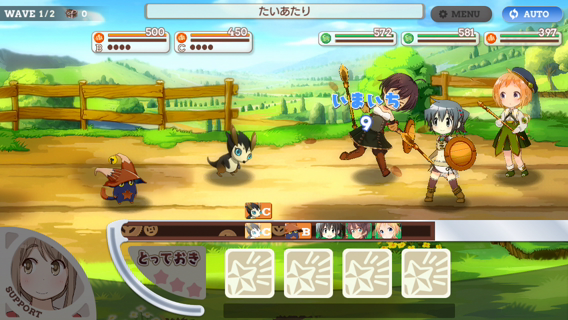 たいあたり
WAVE 1/2 0
MENU
AUTO
500
B
450
C
572
581
397
いまいち
9
C
C B
とっておき
SUPPORT